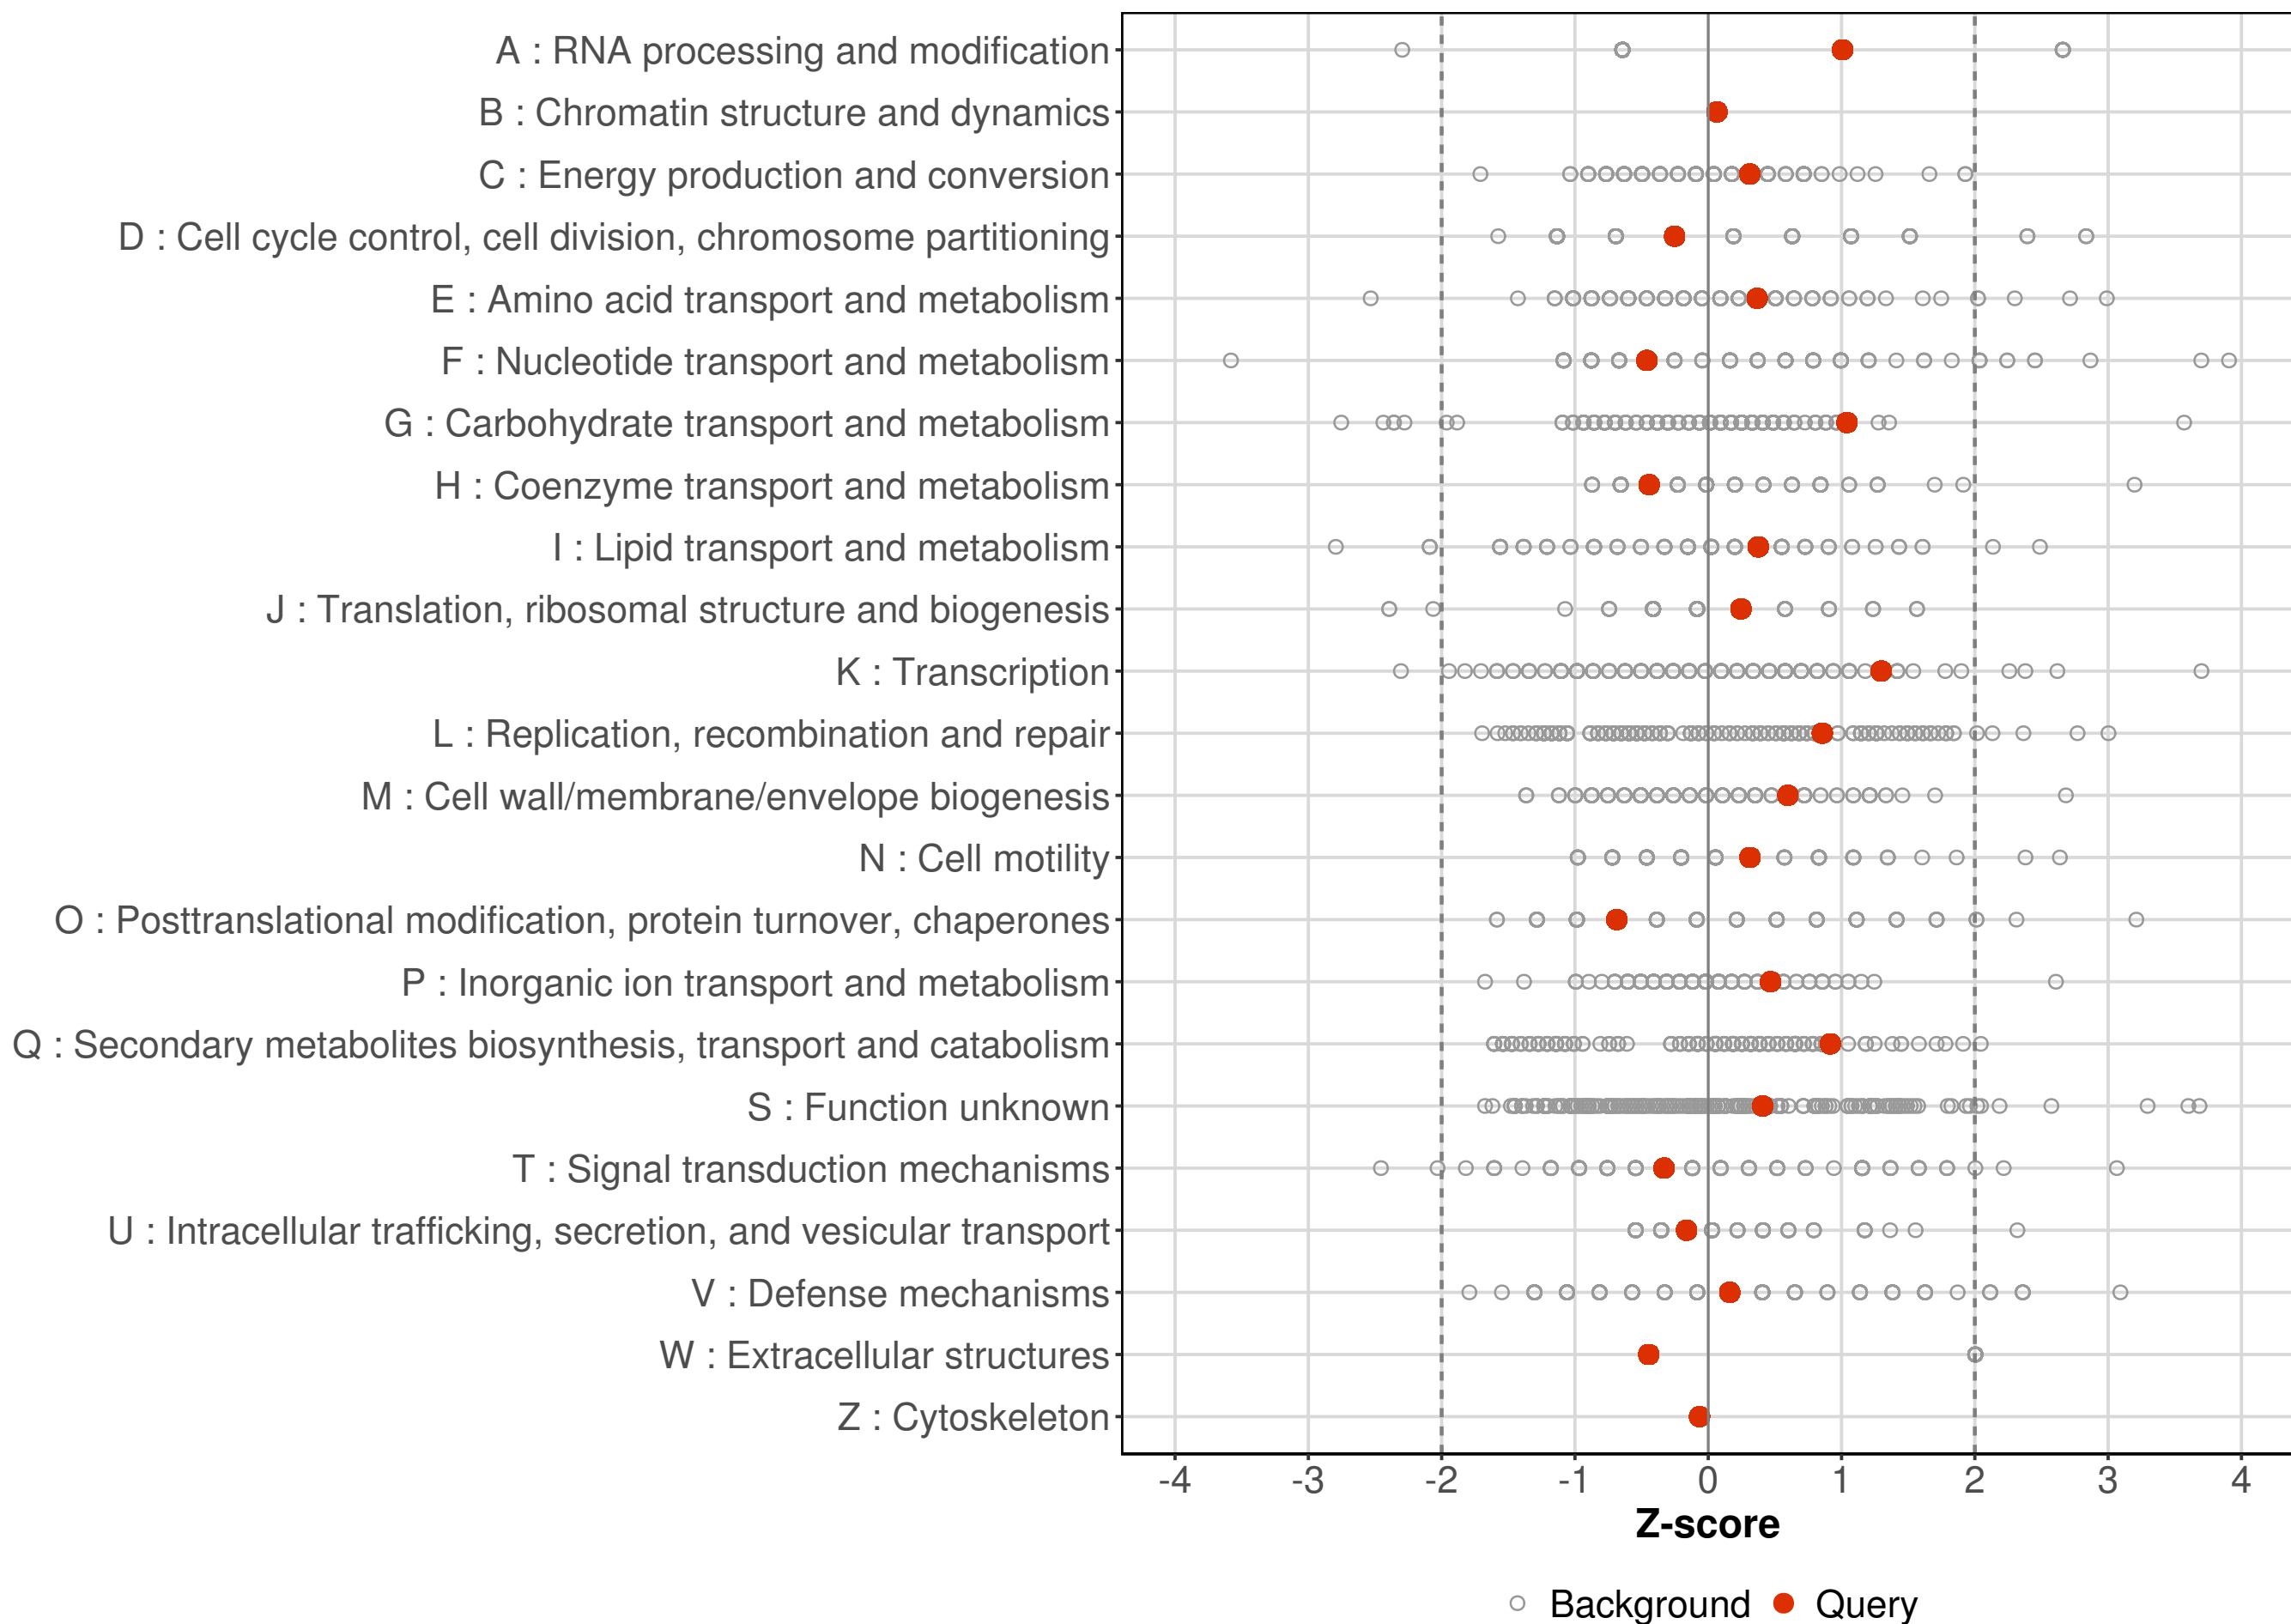 A : RNA processing and modification
B : Chromatin structure and dynamics
C : Energy production and conversion
D : Cell cycle control, cell division, chromosome partitioning
E : Amino acid transport and metabolism
F : Nucleotide transport and metabolism
G : Carbohydrate transport and metabolism
H : Coenzyme transport and metabolism
I : Lipid transport and metabolism
J : Translation, ribosomal structure and biogenesis
K : Transcription
L : Replication, recombination and repair
M : Cell wall/membrane/envelope biogenesis
N : Cell motility
O : Posttranslational modification, protein turnover, chaperones
P : Inorganic ion transport and metabolism
Q : Secondary metabolites biosynthesis, transport and catabolism
S : Function unknown
T : Signal transduction mechanisms
U : Intracellular trafficking, secretion, and vesicular transport
V : Defense mechanisms
W : Extracellular structures
Z : Cytoskeleton
-4 -3 -2 -1 0 1 2 3 4
Z-score
Background Query